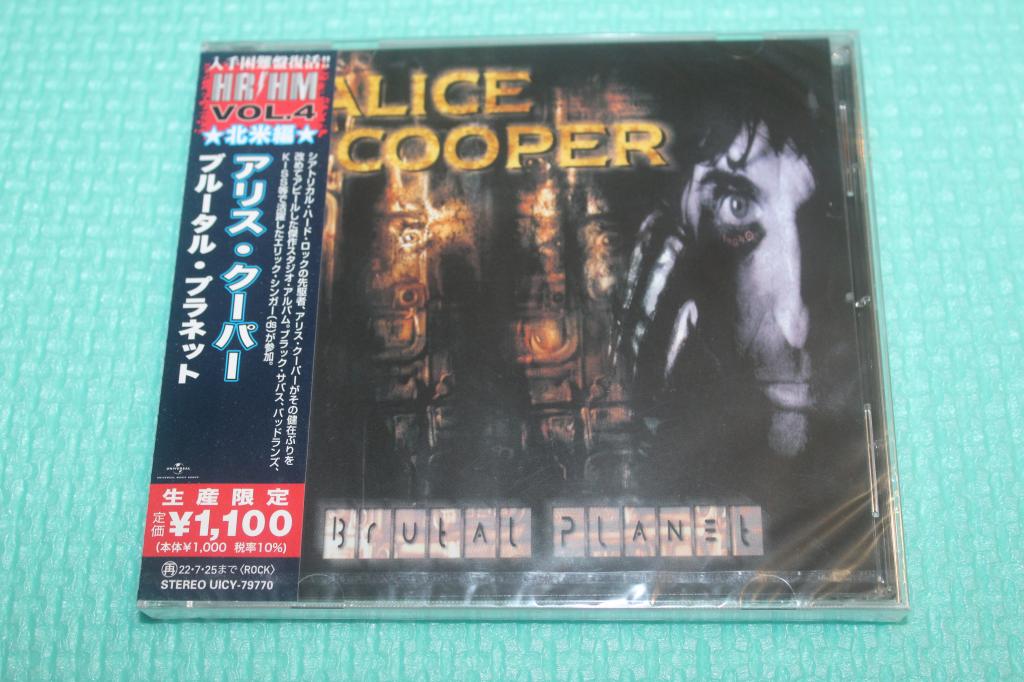 入手困難盤復活!!
HR/HM
VOL.4
★北米編★
アリス・クーパー
ブルータル・プラネット
シアトリカル・ハード・ロックの先駆者、アリス・クーパーがその健在ぶりを
改めてアピールした傑作スタジオ・アルバム。ブラック・サバス、バッドランズ、
KISS等で活躍したエリック・シンガー(ds)が参加。
UNIVERSAL
UNIVERSAL MUSIC GROUP
生産限定
定価 ¥1,100
(本体¥1,000 税率10%)
再 22・7・25まで〈ROCK〉
STEREO UICY-79770
ALICE
COOPER
BRUTAL PLANET